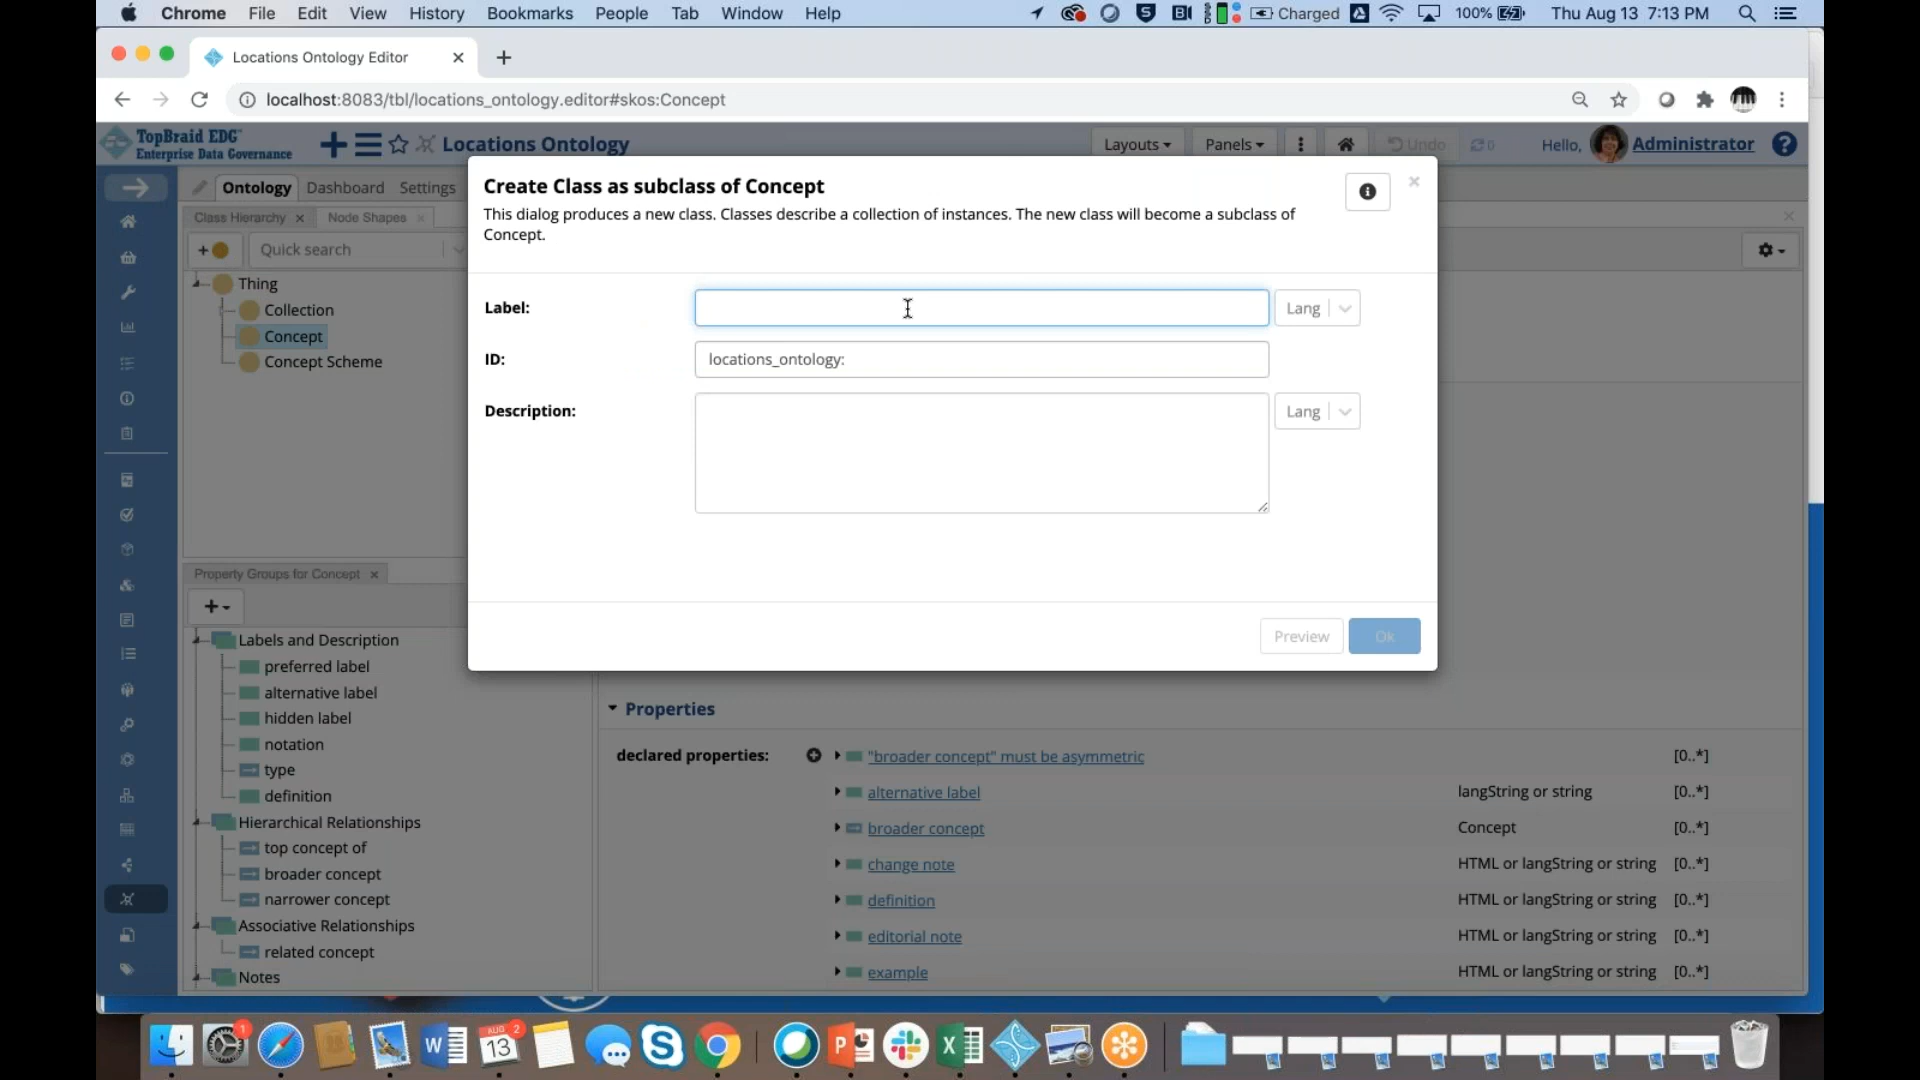 Chrome File Edit View History Bookmarks People Tab Window Help Charged 100% Thu Aug 13 7:13 PM
Locations Ontology Editor
localhost:8083/tbl/locations_ontology.editor#skos:Concept
TopBraid EDG
Enterprise Data Governance
Locations Ontology
Layouts Panels Undo 0 Hello, Administrator
Ontology Dashboard Settings
Class Hierarchy Node Shapes
Quick search
Thing
Collection
Concept
Concept Scheme
Create Class as subclass of Concept
This dialog produces a new class. Classes describe a collection of instances. The new class will become a subclass of
Concept.
Label: Lang
ID: locations_ontology:
Description: Lang
Preview Ok
Property Groups for Concept
Labels and Description
preferred label
alternative label
hidden label
notation
type
definition
Hierarchical Relationships
top concept of
broader concept
narrower concept
Associative Relationships
related concept
Notes
Properties
declared properties: "broader concept" must be asymmetric [0..*]
alternative label langString or string [0..*]
broader concept Concept [0..*]
change note HTML or langString or string [0..*]
definition HTML or langString or string [0..*]
editorial note HTML or langString or string [0..*]
example HTML or langString or string [0..*]
1
AUG 2
13